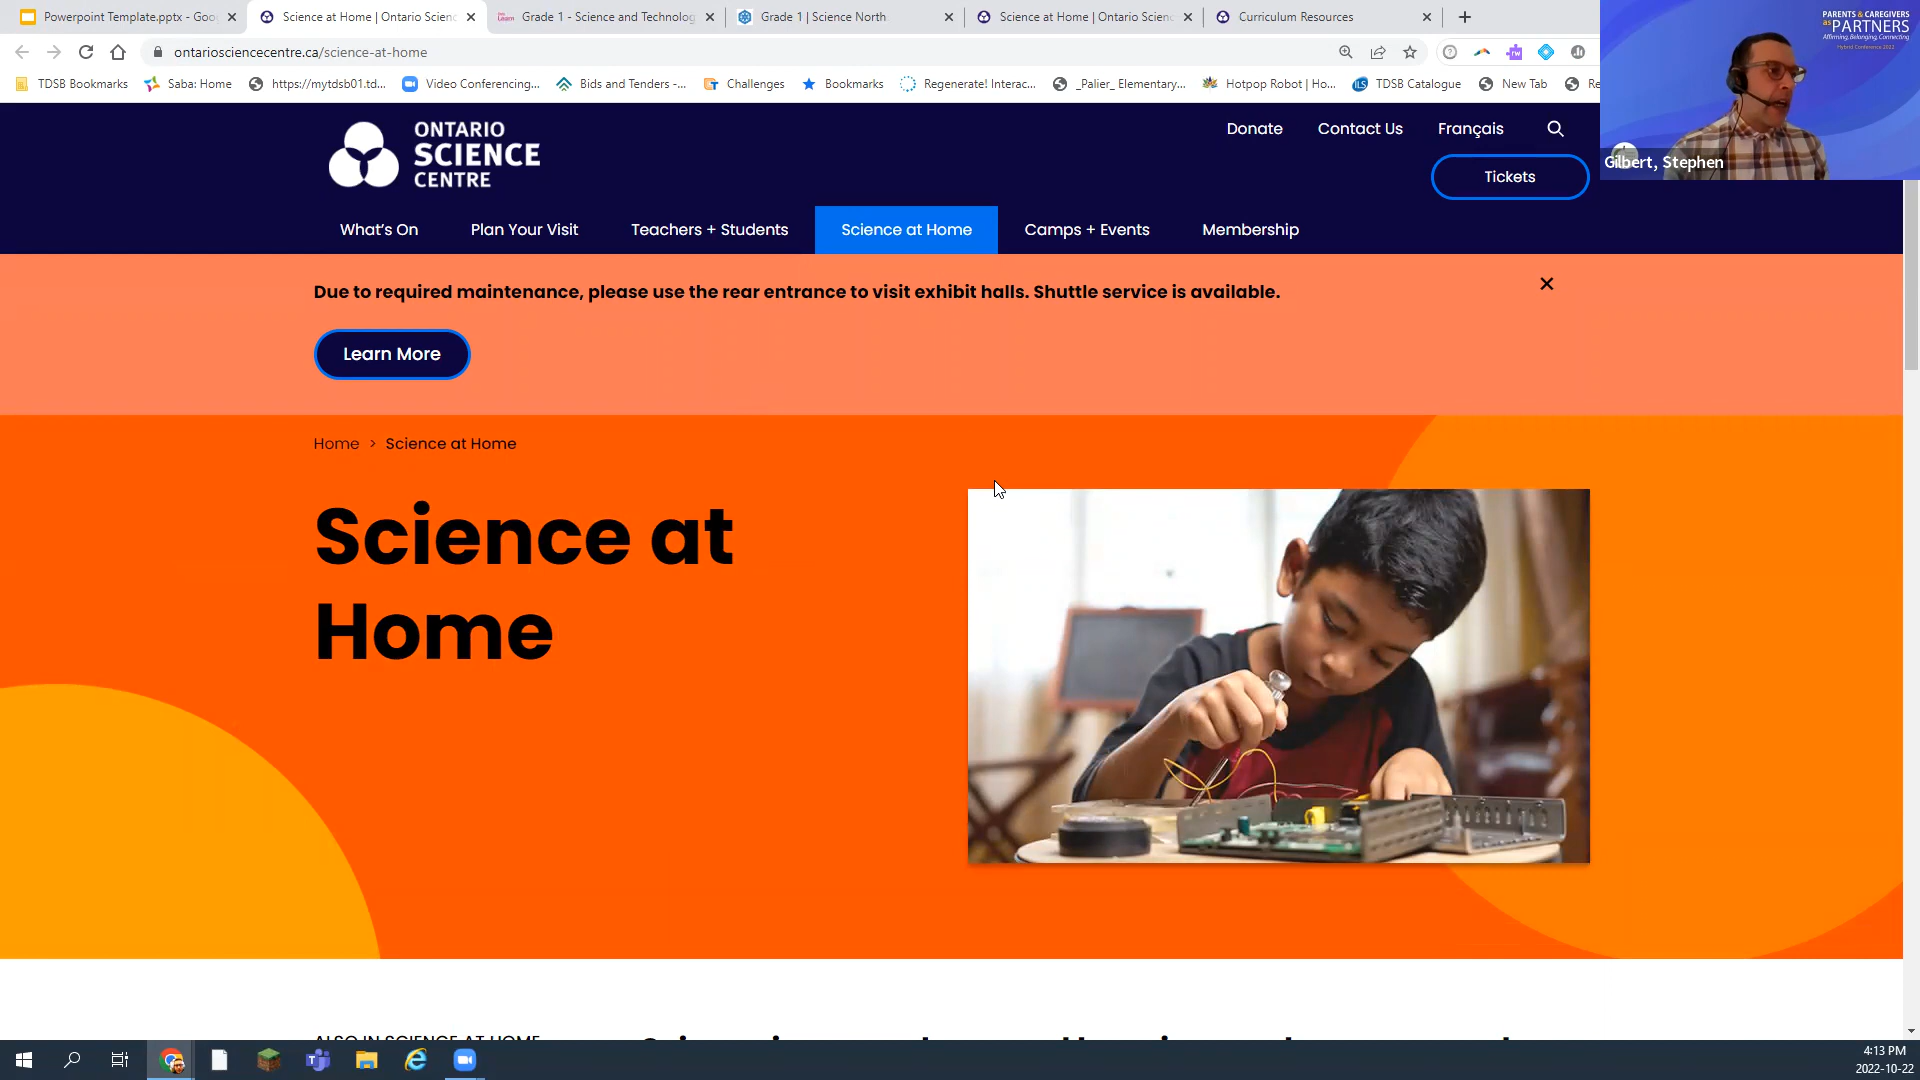 Powerpoint Template.pptx - Goo
Science at Home | Ontario Scienc
Grade 1 - Science and Technolog
Grade 1 | Science North
Science at Home | Ontario Scienc
Curriculum Resources
ontariosciencecentre.ca/science-at-home
TDSB Bookmarks
Saba: Home
https://mytdsb01.td...
Video Conferencing...
Bids and Tenders -...
Challenges
Bookmarks
Regenerate! Interac...
_Palier_ Elementary...
Hotpop Robot | Ho...
TDSB Catalogue
New Tab
Re
PARENTS & CAREGIVERS
as PARTNERS
Affirming, Belonging, Connecting
Hybrid Conference 2022
Gilbert, Stephen
ONTARIO
SCIENCE
CENTRE
Donate
Contact Us
Français
Tickets
What's On
Plan Your Visit
Teachers + Students
Science at Home
Camps + Events
Membership
Due to required maintenance, please use the rear entrance to visit exhibit halls. Shuttle service is available.
Learn More
Home > Science at Home
Science at
Home
ALSO IN SCIENCE AT HOME
4:13 PM
2022-10-22